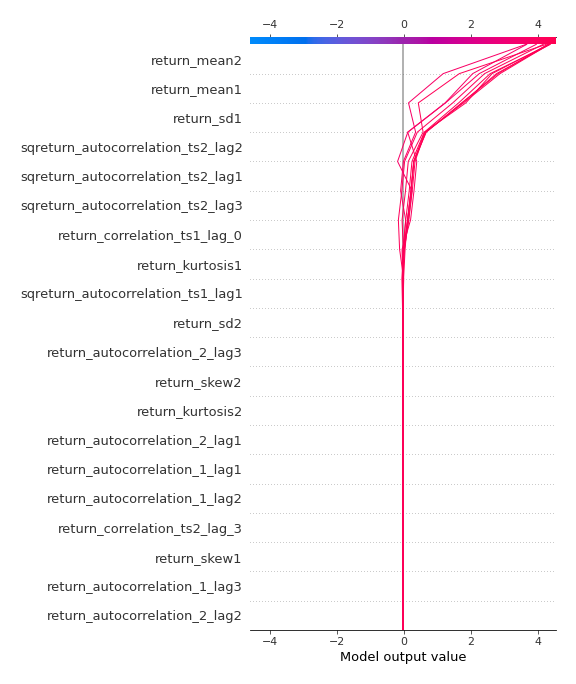 −4 −2 0 2 4
return_mean2
return_mean1
return_sd1
sqreturn_autocorrelation_ts2_lag2
sqreturn_autocorrelation_ts2_lag1
sqreturn_autocorrelation_ts2_lag3
return_correlation_ts1_lag_0
return_kurtosis1
sqreturn_autocorrelation_ts1_lag1
return_sd2
return_autocorrelation_2_lag3
return_skew2
return_kurtosis2
return_autocorrelation_2_lag1
return_autocorrelation_1_lag1
return_autocorrelation_1_lag2
return_correlation_ts2_lag_3
return_skew1
return_autocorrelation_1_lag3
return_autocorrelation_2_lag2
−4 −2 0 2 4
Model output value